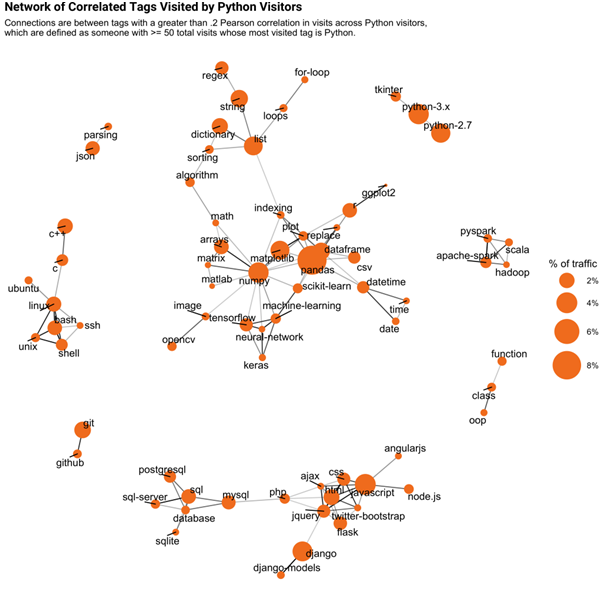 Network of Correlated Tags Visited by Python Visitors
Connections are between tags with a greater than .2 Pearson correlation in visits across Python visitors,
which are defined as someone with >= 50 total visits whose most visited tag is Python.
regex
for-loop
string
loops
tkinter
python-3.x
python-2.7
parsing
json
dictionary
list
sorting
algorithm
ggplot2
indexing
r
math
plot
replace
c++
arrays
matplotlib
dataframe
pyspark
scala
matrix
pandas
csv
apache-spark
hadoop
c
matlab
numpy
scikit-learn
datetime
% of traffic
2%
4%
6%
8%
ubuntu
linux
image
machine-learning
time
bash
ssh
tensorflow
date
unix
shell
opencv
neural-network
keras
function
class
oop
git
github
angularjs
postgresql
ajax
css
sql-server
sql
mysql
php
html
javascript
node.js
database
jquery
twitter-bootstrap
sqlite
flask
django
django-models